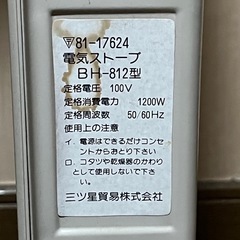 ▽81-17624
電気ストーブ
BH-812型
定格電圧 100V
定格消費電力 1200W
定格周波数 50/60Hz
使用上の注意
イ．電源はできるだけコンセントからお取り下さい。
ロ．コタツや乾燥器のかわりとして使用しないで下さい。
三ツ星貿易株式会社